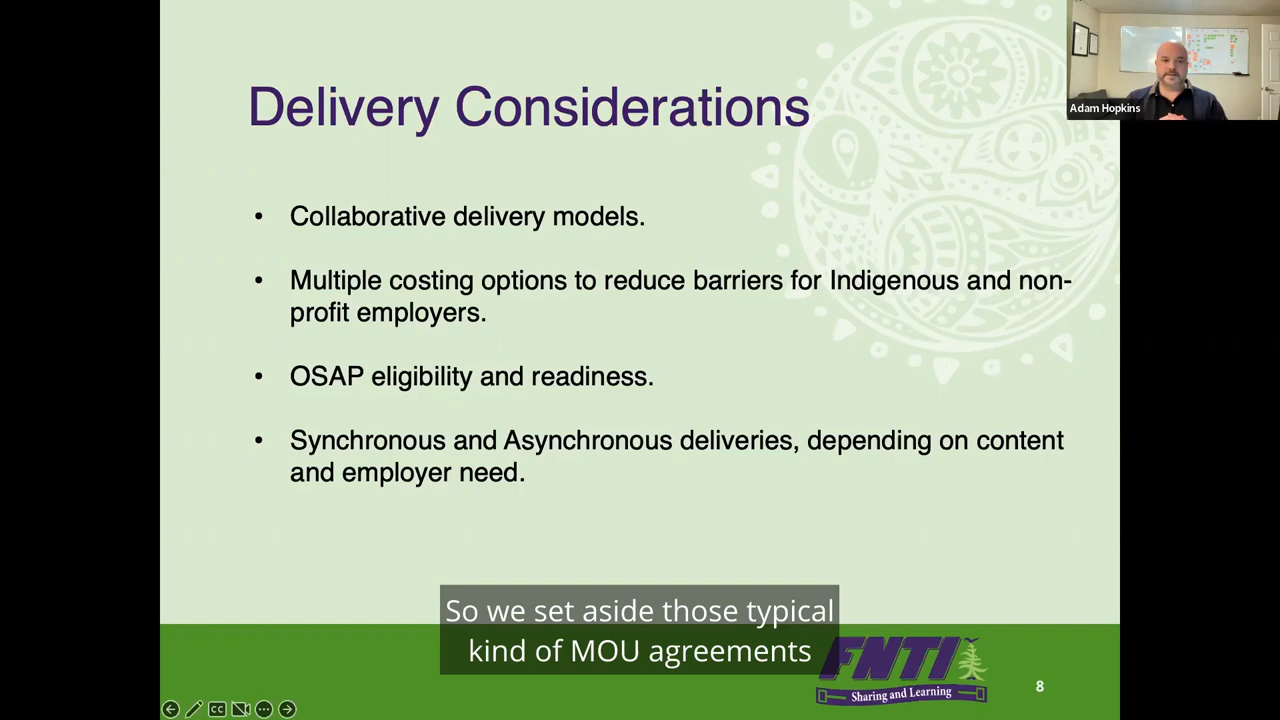 Delivery Considerations
Adam Hopkins
• Collaborative delivery models.
• Multiple costing options to reduce barriers for Indigenous and non-
profit employers.
• OSAP eligibility and readiness.
• Synchronous and Asynchronous deliveries, depending on content
and employer need.
So we set aside those typical
kind of MOU agreements
FNTI
Sharing and Learning
8
CC